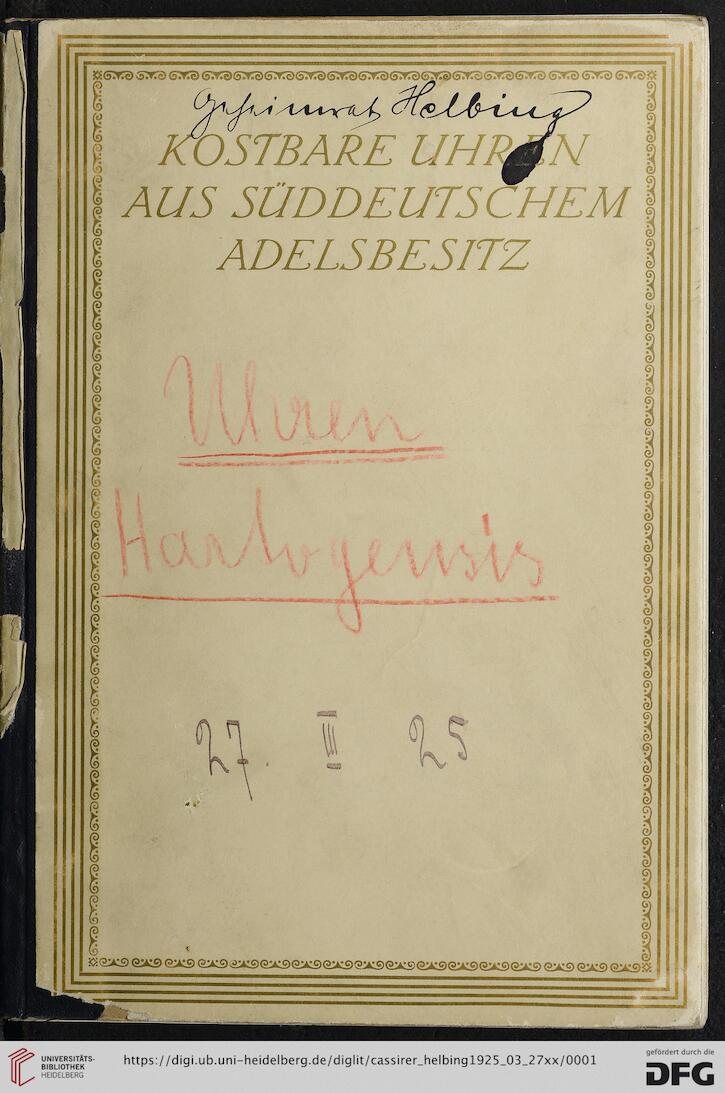 Geheimrat Helbing
KOSTBARE UHREN
AUS SÜDDEUTSCHEM
ADELSBESITZ
Uhren
Hartogensis
27. III 25
UNIVERSITÄTS-
BIBLIOTHEK
HEIDELBERG
https://digi.ub.uni-heidelberg.de/diglit/cassirer_helbing1925_03_27xx/0001
gefördert durch die
DFG